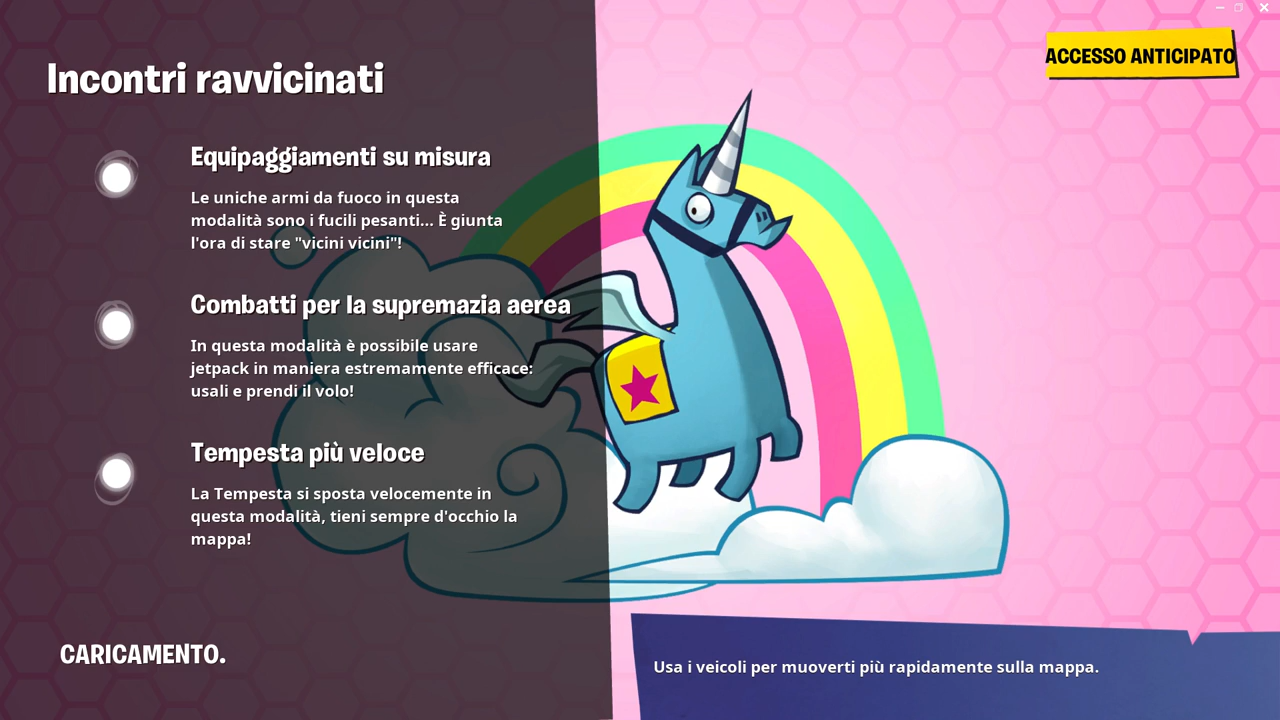 ACCESSO ANTICIPATO
Incontri ravvicinati
Equipaggiamenti su misura
Le uniche armi da fuoco in questa
modalità sono i fucili pesanti... È giunta
l'ora di stare "vicini vicini"!
Combatti per la supremazia aerea
In questa modalità è possibile usare
jetpack in maniera estremamente efficace:
usali e prendi il volo!
Tempesta più veloce
La Tempesta si sposta velocemente in
questa modalità, tieni sempre d'occhio la
mappa!
CARICAMENTO.
Usa i veicoli per muoverti più rapidamente sulla mappa.